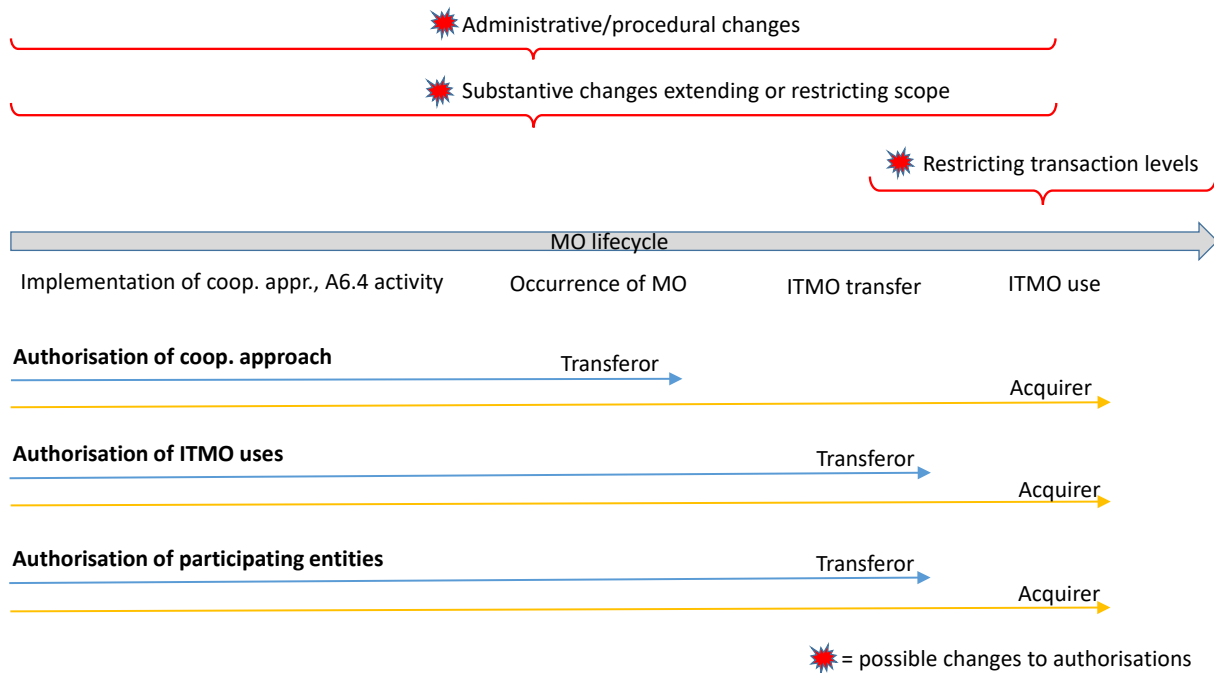 Administrative/procedural changes
Substantive changes extending or restricting scope
Restricting transaction levels
MO lifecycle
Implementation of coop. appr., A6.4 activity
Occurrence of MO
ITMO transfer
ITMO use
Authorisation of coop. approach
Transferor
Acquirer
Authorisation of ITMO uses
Transferor
Acquirer
Authorisation of participating entities
Transferor
Acquirer
= possible changes to authorisations